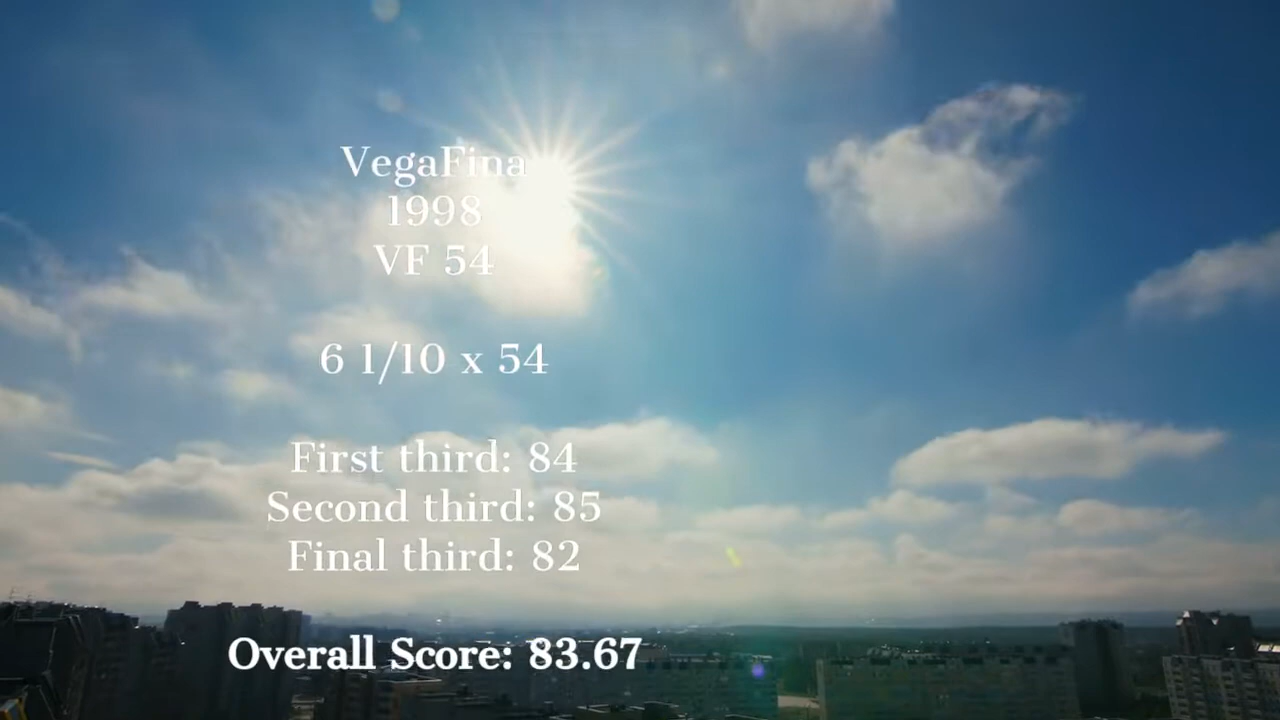 VegaFina
1998
VF 54
6 1/10 x 54
First third: 84
Second third: 85
Final third: 82
Overall Score: 83.67